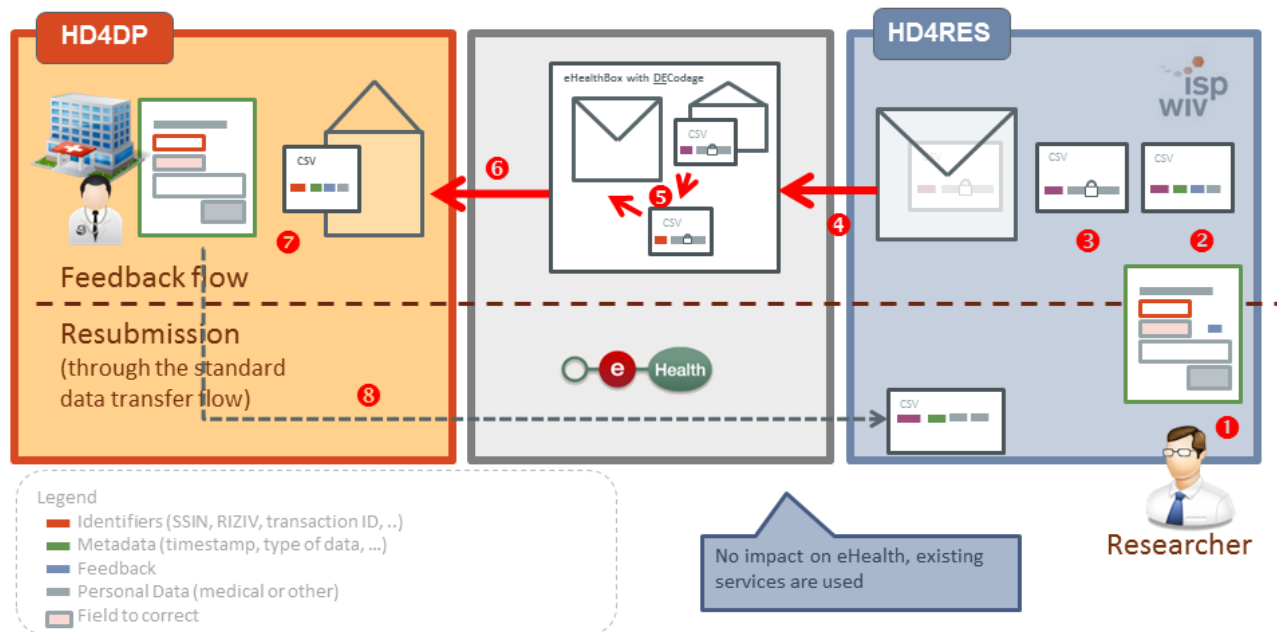 HD4DP
HD4RES
isp
wiv
eHealthBox with DECodage
CSV
CSV
CSV
CSV
CSV
CSV
6
5
4
3
2
7
Feedback flow
Resubmission
(through the standard
data transfer flow)
8
e Health
CSV
1
Researcher
Legend
Identifiers (SSIN, RIZIV, transaction ID, ..)
Metadata (timestamp, type of data, ...)
Feedback
Personal Data (medical or other)
Field to correct
No impact on eHealth, existing
services are used